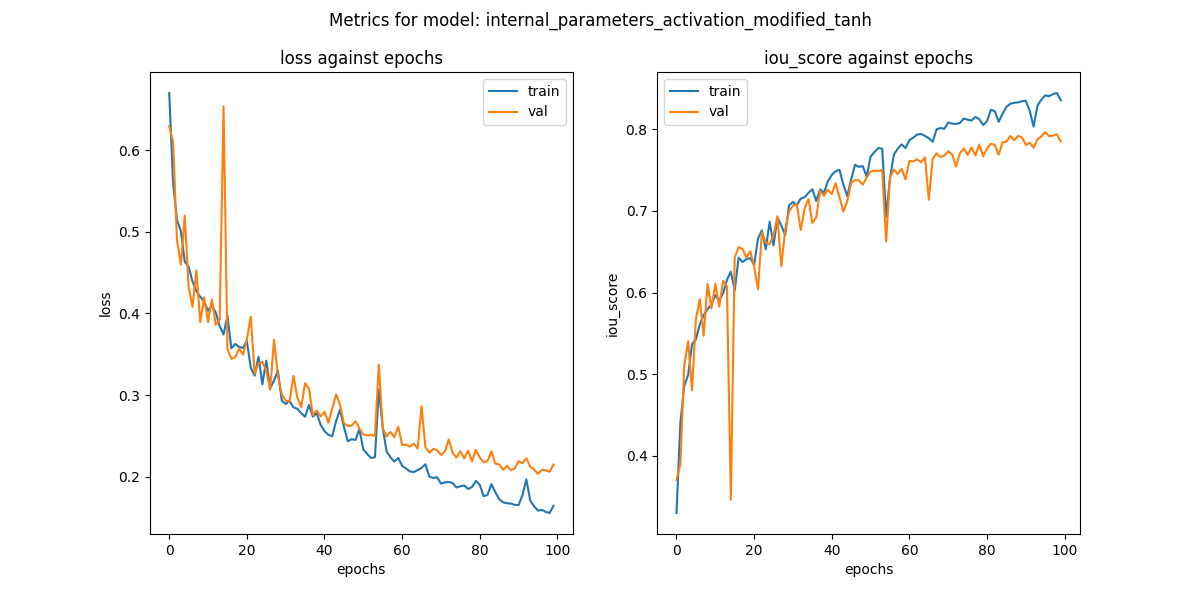 Metrics for model: internal_parameters_activation_modified_tanh
loss against epochs
train
val
loss
0.6
0.5
0.4
0.3
0.2
0 20 40 60 80 100
epochs
iou_score against epochs
train
val
iou_score
0.8
0.7
0.6
0.5
0.4
0 20 40 60 80 100
epochs